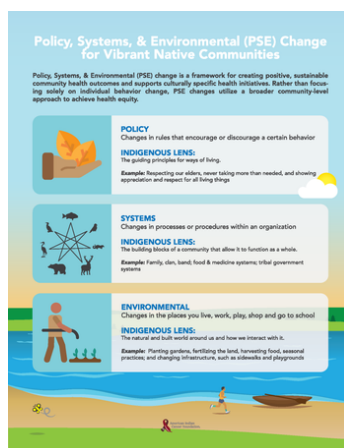 Policy, Systems, & Environmental (PSE) Change
for Vibrant Native Communities
Policy, Systems, & Environmental (PSE) change is a framework for creating positive, sustainable
community health outcomes and supports culturally specific health initiatives. Rather than focus-
ing solely on individual behavior change, PSE changes utilize a broader community-level
approach to achieve health equity.
POLICY
Changes in rules that encourage or discourage a certain behavior
INDIGENOUS LENS:
The guiding principles for ways of living.
Example: Respecting our elders, never taking more than needed, and showing
appreciation and respect for all living things
SYSTEMS
Changes in processes or procedures within an organization
INDIGENOUS LENS:
The building blocks of a community that allow it to function as a whole.
Example: Family, clan, band; food & medicine systems; tribal government
systems
ENVIRONMENTAL
Changes in the places you live, work, play, shop and go to school
INDIGENOUS LENS:
The natural and built world around us and how we interact with it.
Example: Planting gardens, fertilizing the land, harvesting food, seasonal
practices; and changing infrastructure, such as sidewalks and playgrounds
American Indian
Cancer Foundation